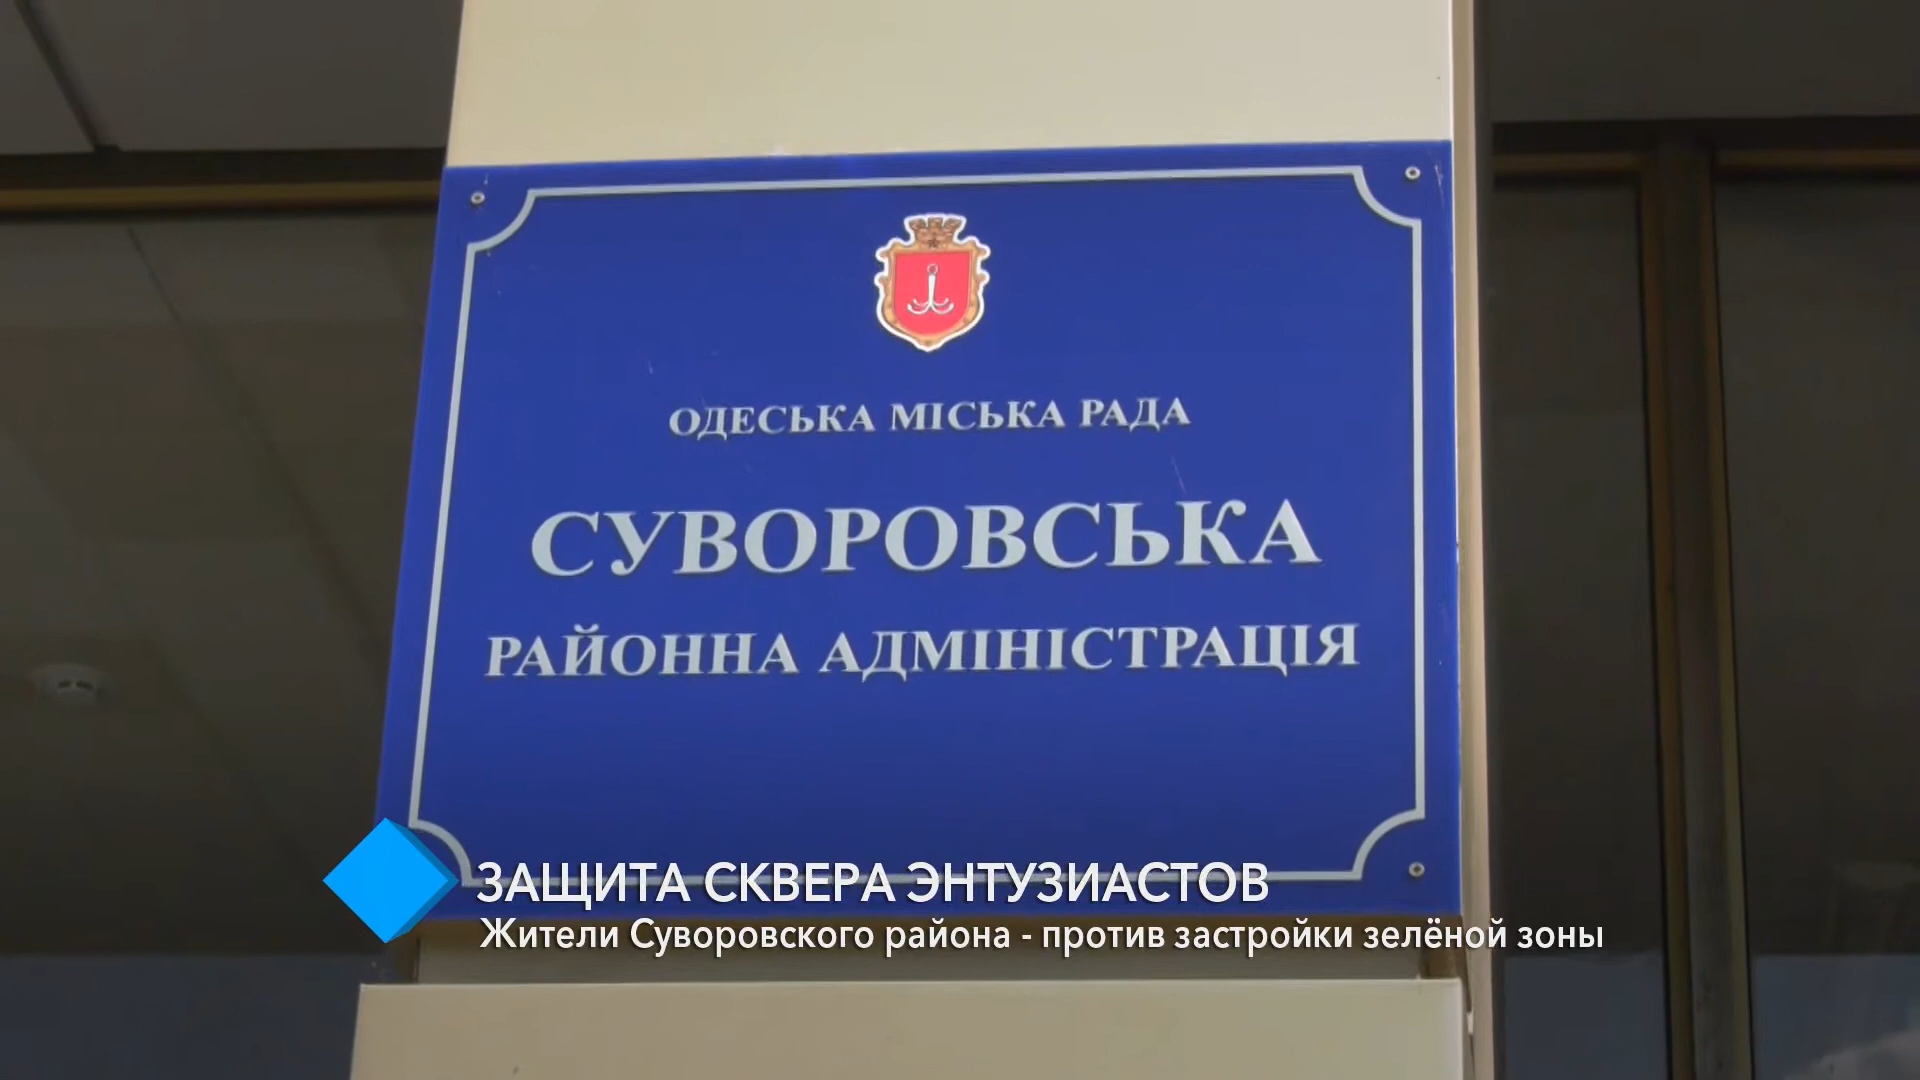 ОДЕСЬКА МІСЬКА РАДА
СУВОРОВСЬКА
РАЙОННА АДМІНІСТРАЦІЯ
ЗАЩИТА СКВЕРА ЭНТУЗИАСТОВ
Жители Суворовского района - против застройки зелёной зоны